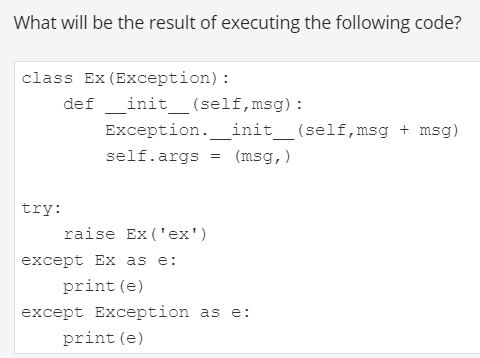 What will be the result of executing the following code?
class Ex(Exception):
    def __init__(self,msg):
        Exception.__init__(self,msg + msg)
        self.args = (msg,)
try:
    raise Ex('ex')
except Ex as e:
    print(e)
except Exception as e:
    print(e)